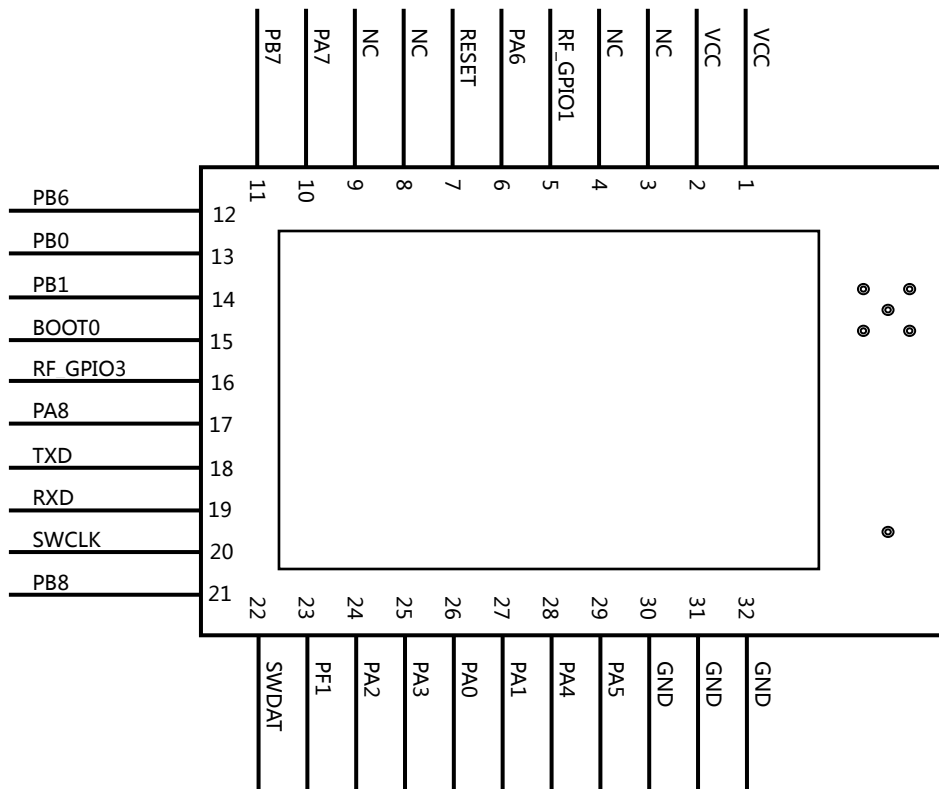 PB7 PA7 NC NC RESET PA6 RF_GPIO1 NC NC VCC VCC
11 10 9 8 7 6 5 4 3 2 1
PB6 12
PB0 13
PB1 14
BOOT0 15
RF_GPIO3 16
PA8 17
TXD 18
RXD 19
SWCLK 20
PB8 21
22 23 24 25 26 27 28 29 30 31 32
SWDAT PF1 PA2 PA3 PA0 PA1 PA4 PA5 GND GND GND